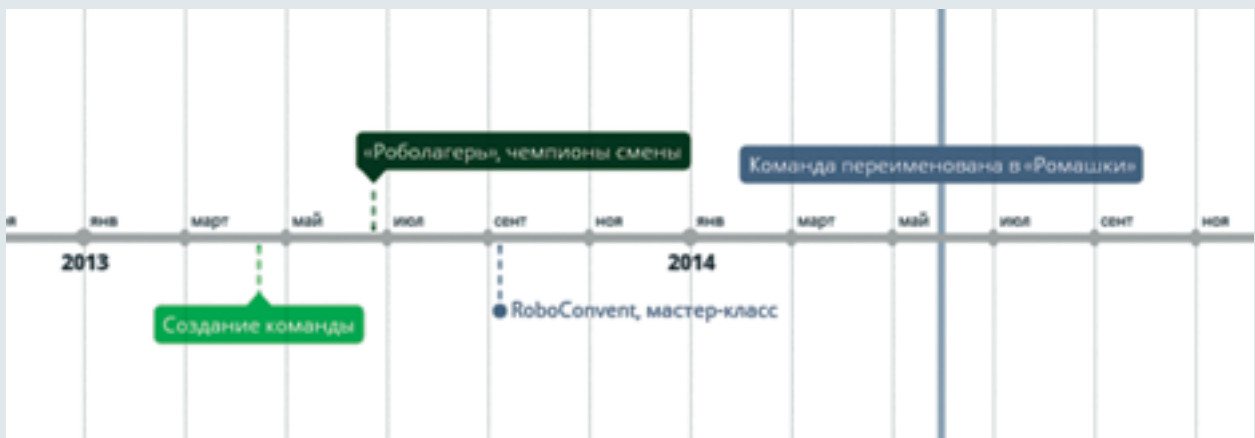 «Роболагерь», чемпионы смены
Команда переименована в «Ромашки»
янв март май июл сент ноя янв март май июл сент ноя
2013 2014
RoboConvent, мастер-класс
Создание команды